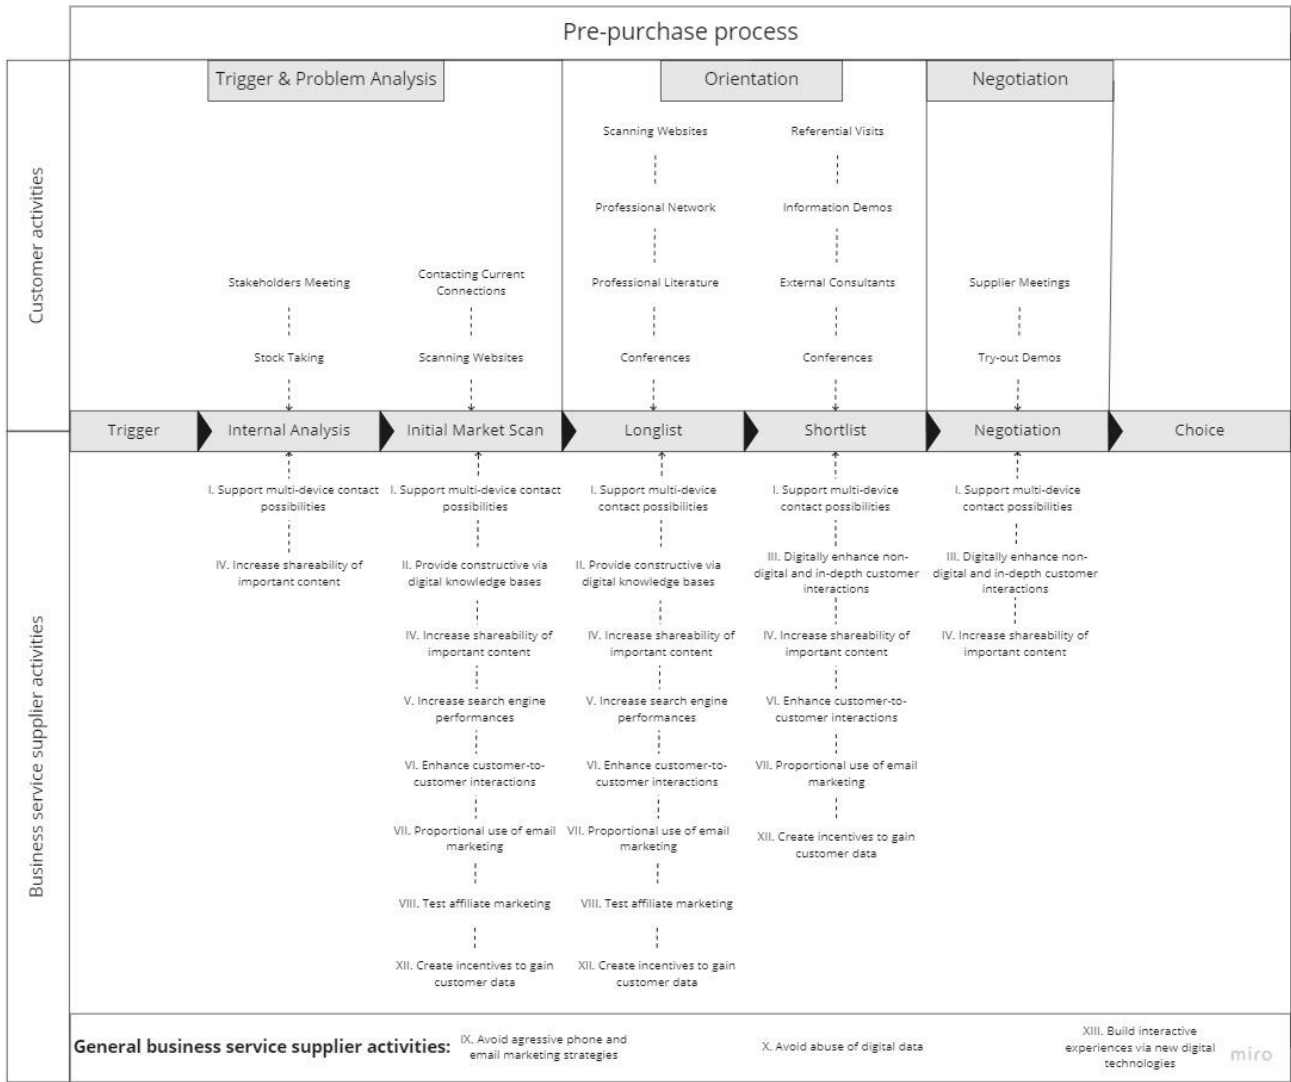 Pre-purchase process
Trigger & Problem Analysis
Orientation
Negotiation
Customer activities
Stakeholders Meeting
Stock Taking
Contacting Current
Connections
Scanning Websites
Scanning Websites
Professional Network
Professional Literature
Conferences
Referential Visits
Information Demos
External Consultants
Conferences
Supplier Meetings
Try-out Demos
Trigger
Internal Analysis
Initial Market Scan
Longlist
Shortlist
Negotiation
Choice
Business service supplier activities
I. Support multi-device contact
possibilities
IV. Increase shareability of
important content
I. Support multi-device contact
possibilities
II. Provide constructive via
digital knowledge bases
IV. Increase shareability of
important content
V. Increase search engine
performances
VI. Enhance customer-to-
customer interactions
VII. Proportional use of email
marketing
VIII. Test affiliate marketing
XII. Create incentives to gain
customer data
I. Support multi-device
contact possibilities
II. Provide constructive via
digital knowledge bases
IV. Increase shareability of
important content
V. Increase search engine
performances
VI. Enhance customer-to-
customer interactions
VII. Proportional use of email
marketing
VIII. Test affiliate marketing
XII. Create incentives to gain
customer data
I. Support multi-device
contact possibilities
III. Digitally enhance non-
digital and in-depth customer
interactions
IV. Increase shareability of
important content
VI. Enhance customer-to-
customer interactions
VII. Proportional use of email
marketing
XII. Create incentives to gain
customer data
I. Support multi-device
contact possibilities
III. Digitally enhance non-
digital and in-depth customer
interactions
IV. Increase shareability of
important content
General business service supplier activities:
IX. Avoid agressive phone and
email marketing strategies
X. Avoid abuse of digital data
XIII. Build interactive
experiences via new digital
technologies
miro